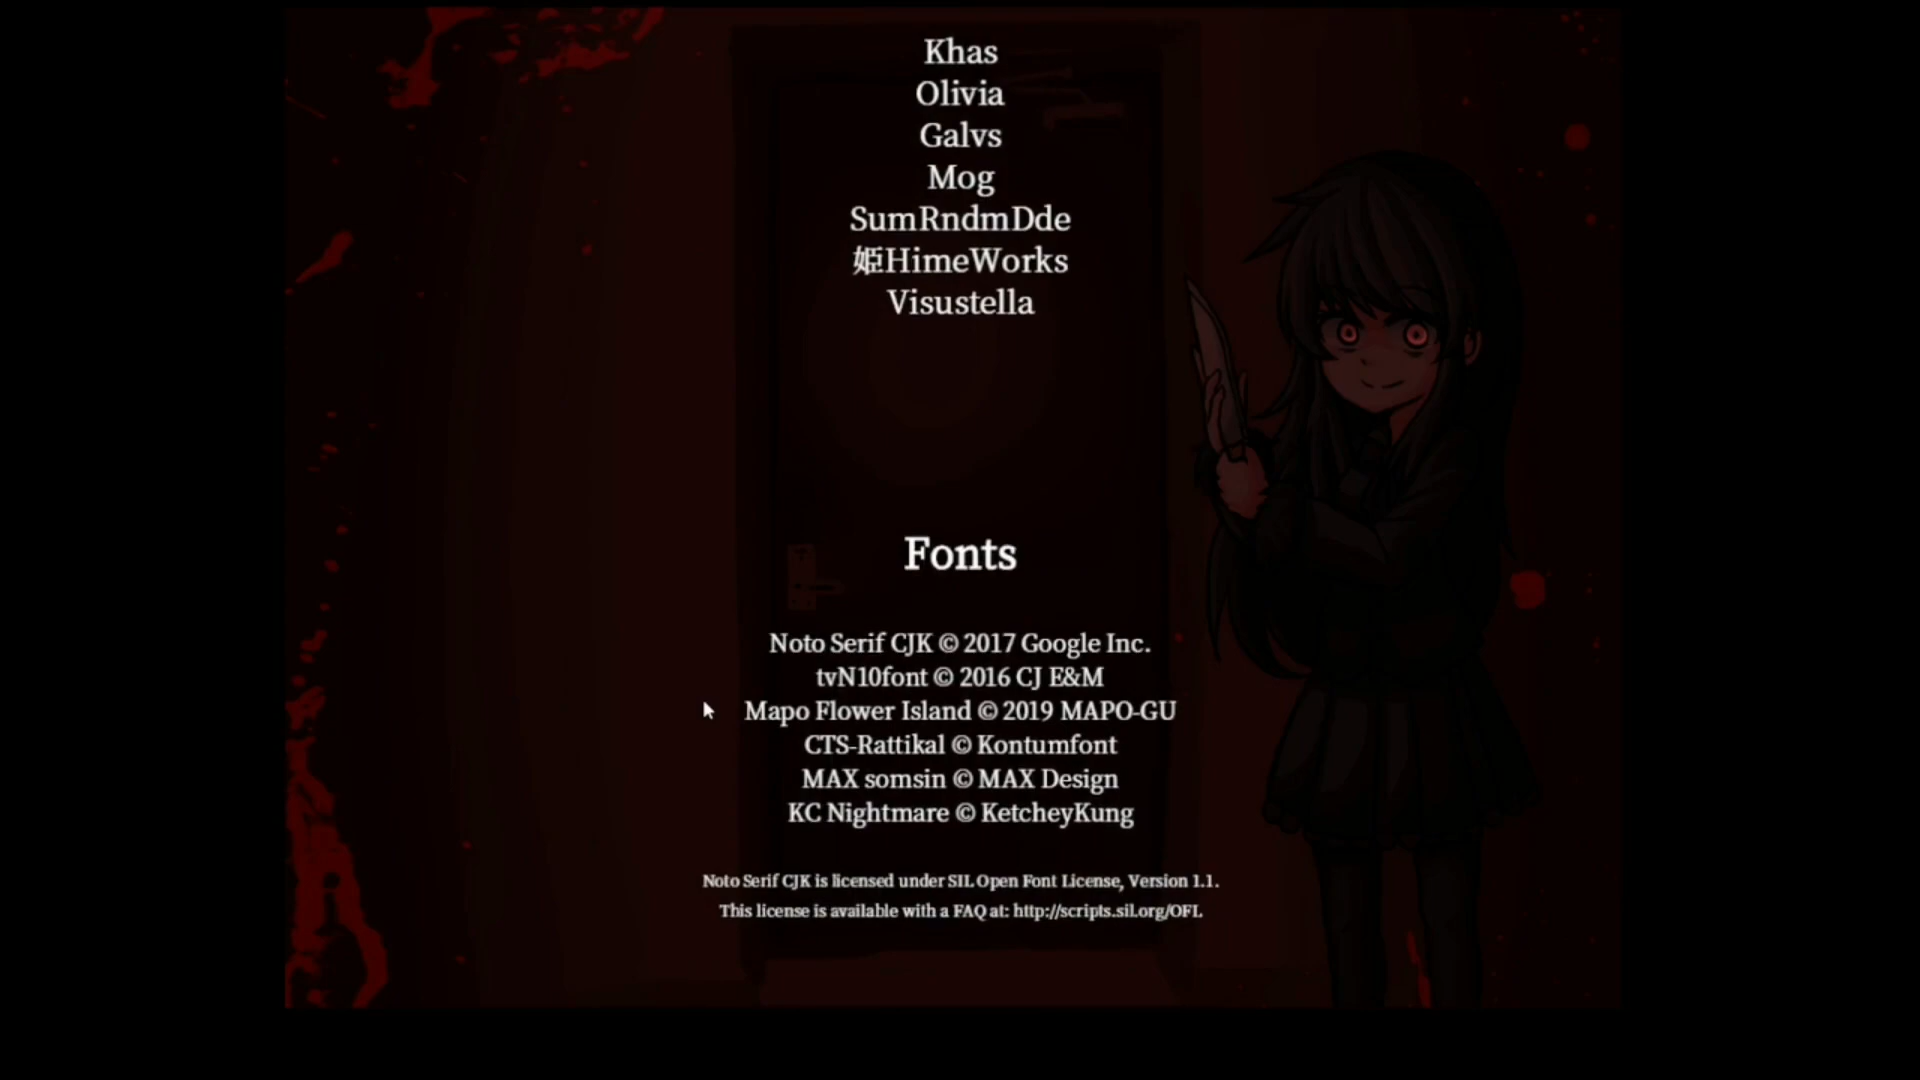 Khas
Olivia
Galvs
Mog
SumRndmDde
姫HimeWorks
Visustella
Fonts
Noto Serif CJK © 2017 Google Inc.
tvN10font © 2016 CJ E&M
Mapo Flower Island © 2019 MAPO-GU
CTS-Rattikal © Kontumfont
MAX somsin © MAX Design
KC Nightmare © KetcheyKung
Noto Serif CJK is licensed under SIL Open Font License, Version 1.1.
This license is available with a FAQ at: http://scripts.sil.org/OFL